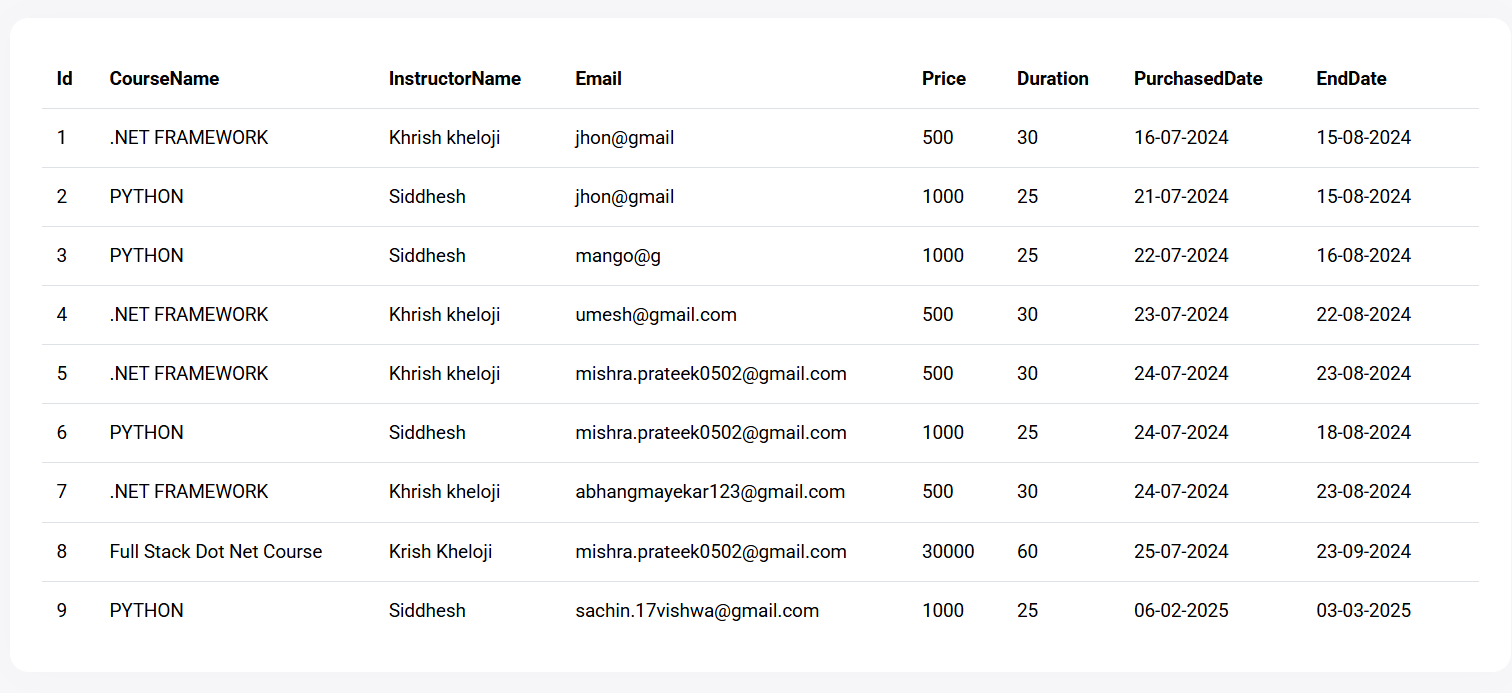 Id CourseName InstructorName Email Price Duration PurchasedDate EndDate
1 .NET FRAMEWORK Khrish kheloji jhon@gmail 500 30 16-07-2024 15-08-2024
2 PYTHON Siddhesh jhon@gmail 1000 25 21-07-2024 15-08-2024
3 PYTHON Siddhesh mango@g 1000 25 22-07-2024 16-08-2024
4 .NET FRAMEWORK Khrish kheloji umesh@gmail.com 500 30 23-07-2024 22-08-2024
5 .NET FRAMEWORK Khrish kheloji mishra.prateek0502@gmail.com 500 30 24-07-2024 23-08-2024
6 PYTHON Siddhesh mishra.prateek0502@gmail.com 1000 25 24-07-2024 18-08-2024
7 .NET FRAMEWORK Khrish kheloji abhangmayekar123@gmail.com 500 30 24-07-2024 23-08-2024
8 Full Stack Dot Net Course Krish Kheloji mishra.prateek0502@gmail.com 30000 60 25-07-2024 23-09-2024
9 PYTHON Siddhesh sachin.17vishwa@gmail.com 1000 25 06-02-2025 03-03-2025